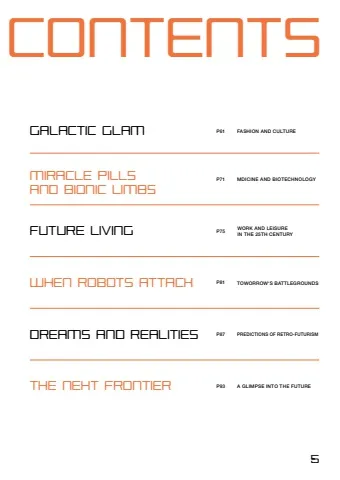 CONTENTS
GALACTIC GLAM P61 FASHION AND CULTURE
MIRACLE PILLS
AND BIONIC LIMBS P71 MDICINE AND BIOTECHNOLOGY
FUTURE LIVING P75 WORK AND LEISURE
IN THE 25TH CENTURY
WHEN ROBOTS ATTACK P81 TOWORROW'S BATTLEGROUNDS
DREAMS AND REALITIES P87 PREDICTIONS OF RETRO-FUTURISM
THE NEXT FRONTIER P93 A GLIMPSE INTO THE FUTURE
5